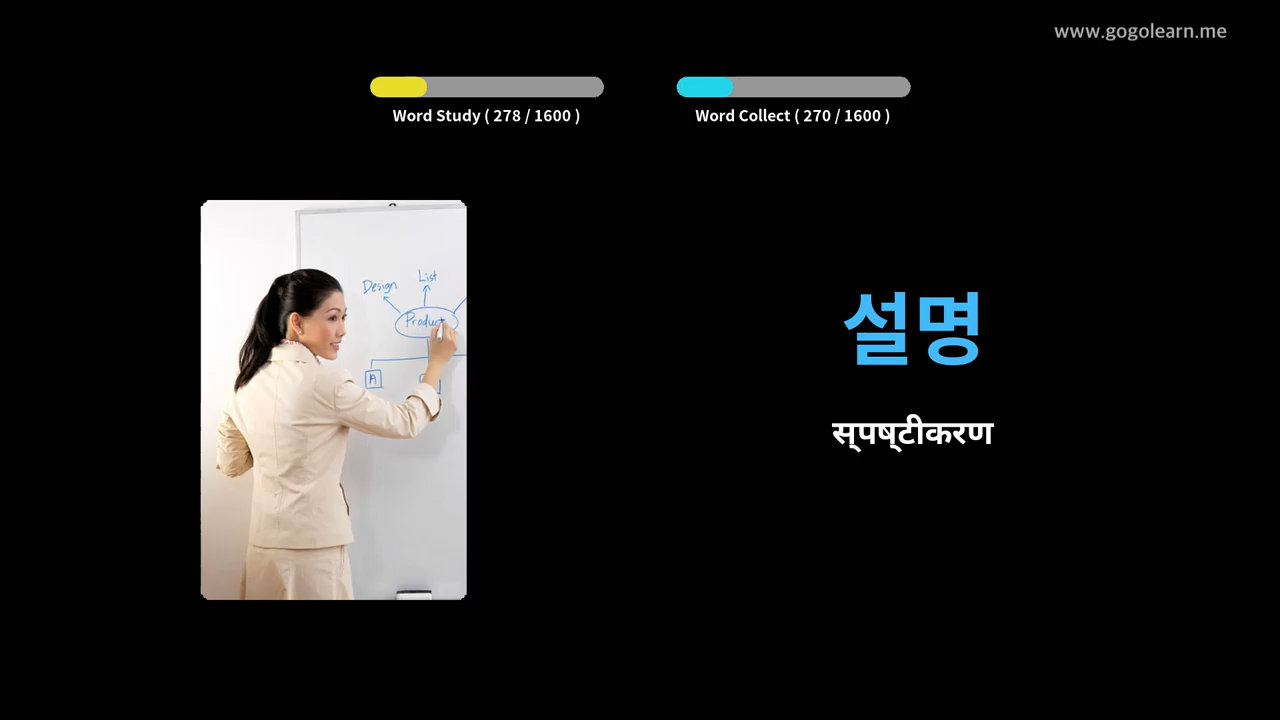 www.gogolearn.me
Word Study ( 278 / 1600 )
Word Collect ( 270 / 1600 )
Design
List
Product
A
설명
स्पष्टीकरण